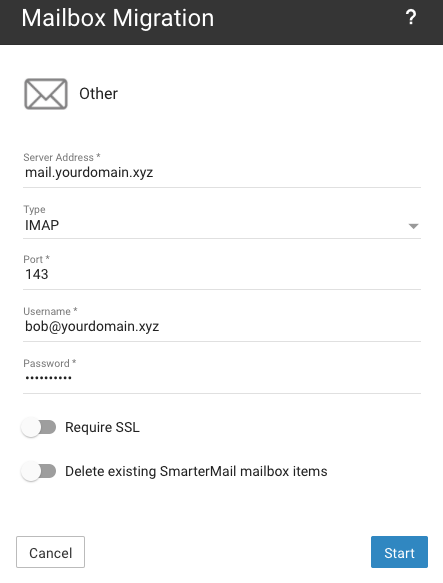 Mailbox Migration ?
Other
Server Address *
mail.yourdomain.xyz
Type
IMAP
Port *
143
Username *
bob@yourdomain.xyz
Password *
••••••••••
Require SSL
Delete existing SmarterMail mailbox items
Cancel Start